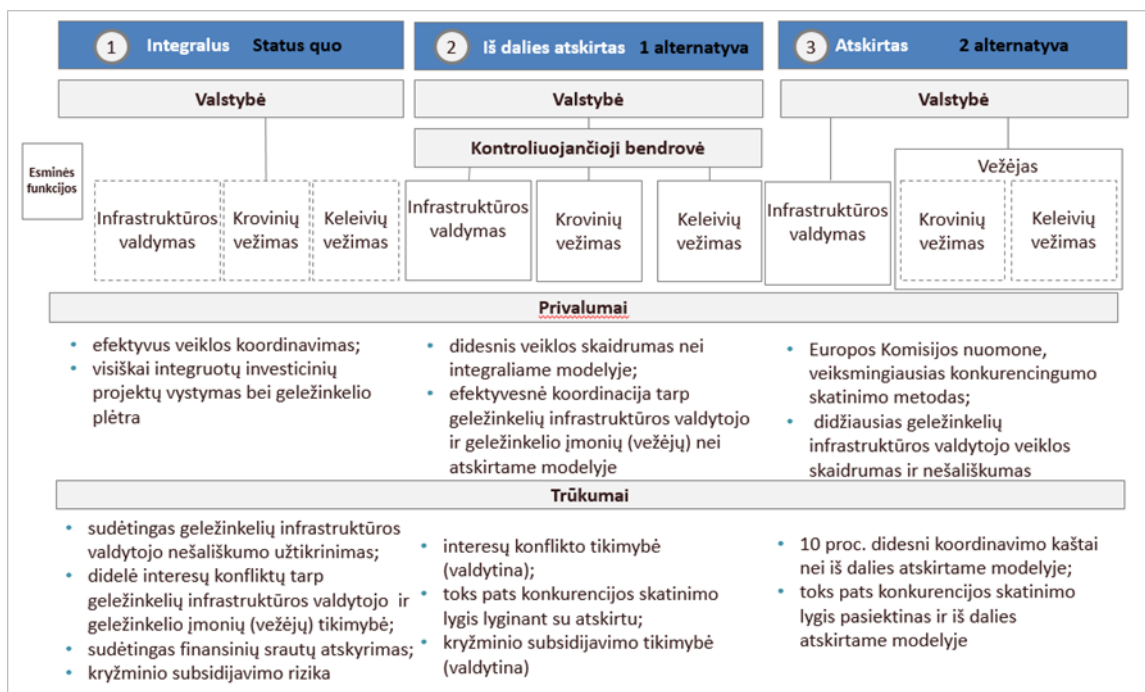 1 Integralus Status quo
2 Iš dalies atskirtas 1 alternatyva
3 Atskirtas 2 alternatyva
Valstybė
Valstybė
Valstybė
Kontroliuojančioji bendrovė
Esminės
funkcijos
Infrastruktūros
valdymas
Krovinių
vežimas
Keleivių
vežimas
Infrastruktūros
valdymas
Krovinių
vežimas
Keleivių
vežimas
Infrastruktūros
valdymas
Vežėjas
Krovinių
vežimas
Keleivių
vežimas
Privalumai
• efektyvus veiklos koordinavimas;
• visiškai integruotų investicinių
projektų vystymas bei geležinkelio
plėtra
• didesnis veiklos skaidrumas nei
integraliame modelyje;
• efektyvesnė koordinacija tarp
geležinkelių infrastruktūros valdytojo
ir geležinkelio įmonių (vežėjų) nei
atskirtame modelyje
• Europos Komisijos nuomone,
veiksmingiausias konkurencingumo
skatinimo metodas;
• didžiausias geležinkelių
infrastruktūros valdytojo veiklos
skaidrumas ir nešališkumas
Trūkumai
• sudėtingas geležinkelių infrastruktūros
valdytojo nešališkumo užtikrinimas;
• didelė interesų konfliktų tarp
geležinkelių infrastruktūros valdytojo ir
geležinkelio įmonių (vežėjų) tikimybė;
• sudėtingas finansinių srautų atskyrimas;
• kryžminio subsidijavimo rizika
• interesų konflikto tikimybė
(valdytina);
• toks pats konkurencijos skatinimo
lygis lyginant su atskirtu;
• kryžminio subsidijavimo tikimybė
(valdytina)
• 10 proc. didesni koordinavimo kaštai
nei iš dalies atskirtame modelyje;
• toks pats konkurencijos skatinimo
lygis pasiektinas ir iš dalies
atskirtame modelyje